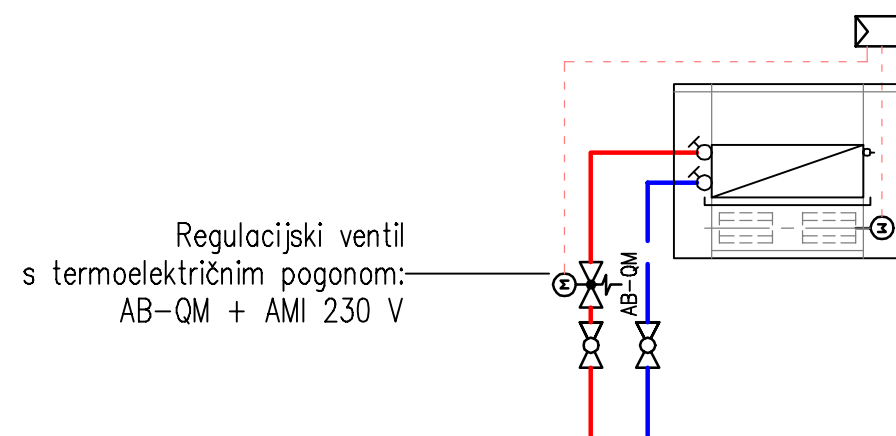 Regulacijski ventil
s termoelektričnim pogonom:
AB-QM + AMI 230 V
AB-QM
M
M